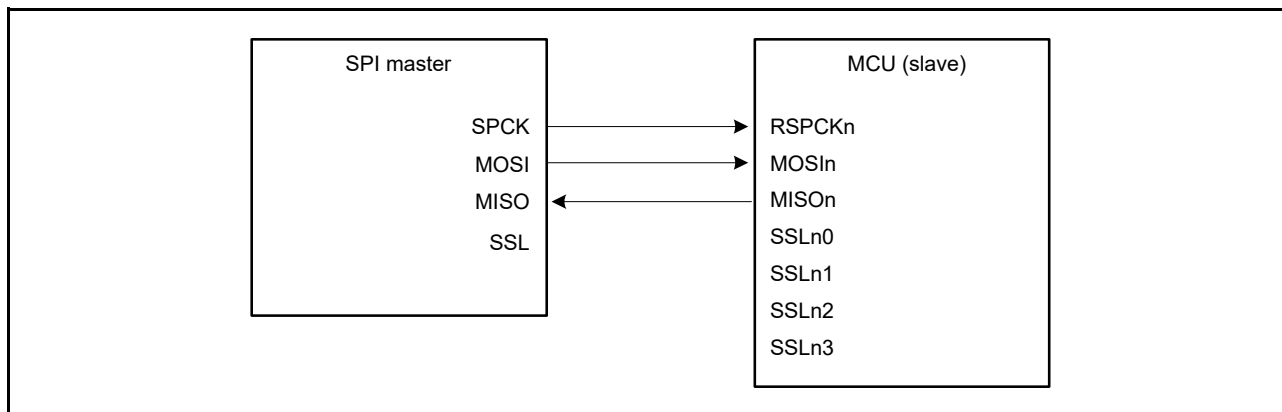 SPI master
SPCK
MOSI
MISO
SSL
MCU (slave)
RSPCKn
MOSIn
MISOn
SSLn0
SSLn1
SSLn2
SSLn3